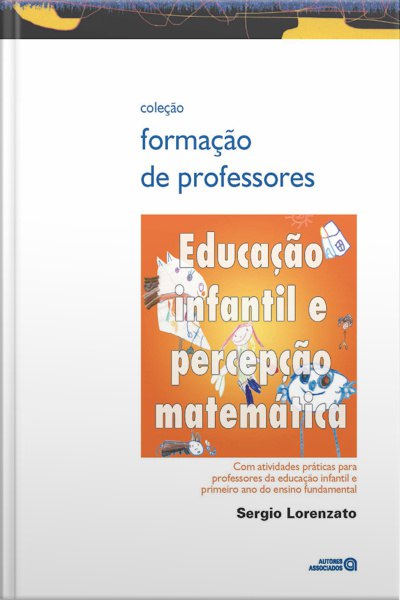 coleção
formação
de professores
Educação
infantil e
percepção
matemática
Com atividades práticas para
professores da educação infantil e
primeiro ano do ensino fundamental
Sergio Lorenzato
AUTORES
ASSOCIADOS